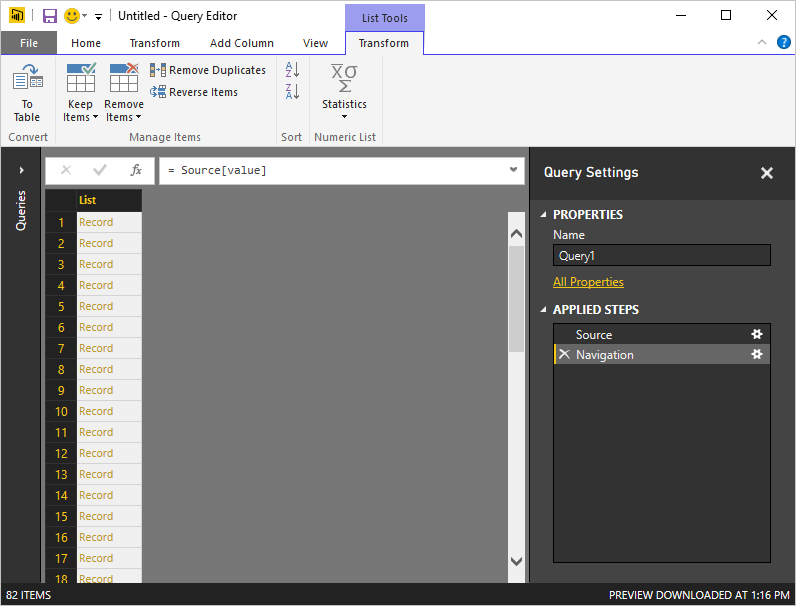 Untitled - Query Editor
List Tools
File
Home
Transform
Add Column
View
Transform
To
Table
Convert
Keep
Items
Remove
Items
Remove Duplicates
Reverse Items
Manage Items
A
Z
Z
A
Sort
X̅σ
Σ
Statistics
Numeric List
Queries
fx
= Source[value]
List
1 Record
2 Record
3 Record
4 Record
5 Record
6 Record
7 Record
8 Record
9 Record
10 Record
11 Record
12 Record
13 Record
14 Record
15 Record
16 Record
17 Record
18 Record
Query Settings
PROPERTIES
Name
Query1
All Properties
APPLIED STEPS
Source
Navigation
82 ITEMS
PREVIEW DOWNLOADED AT 1:16 PM